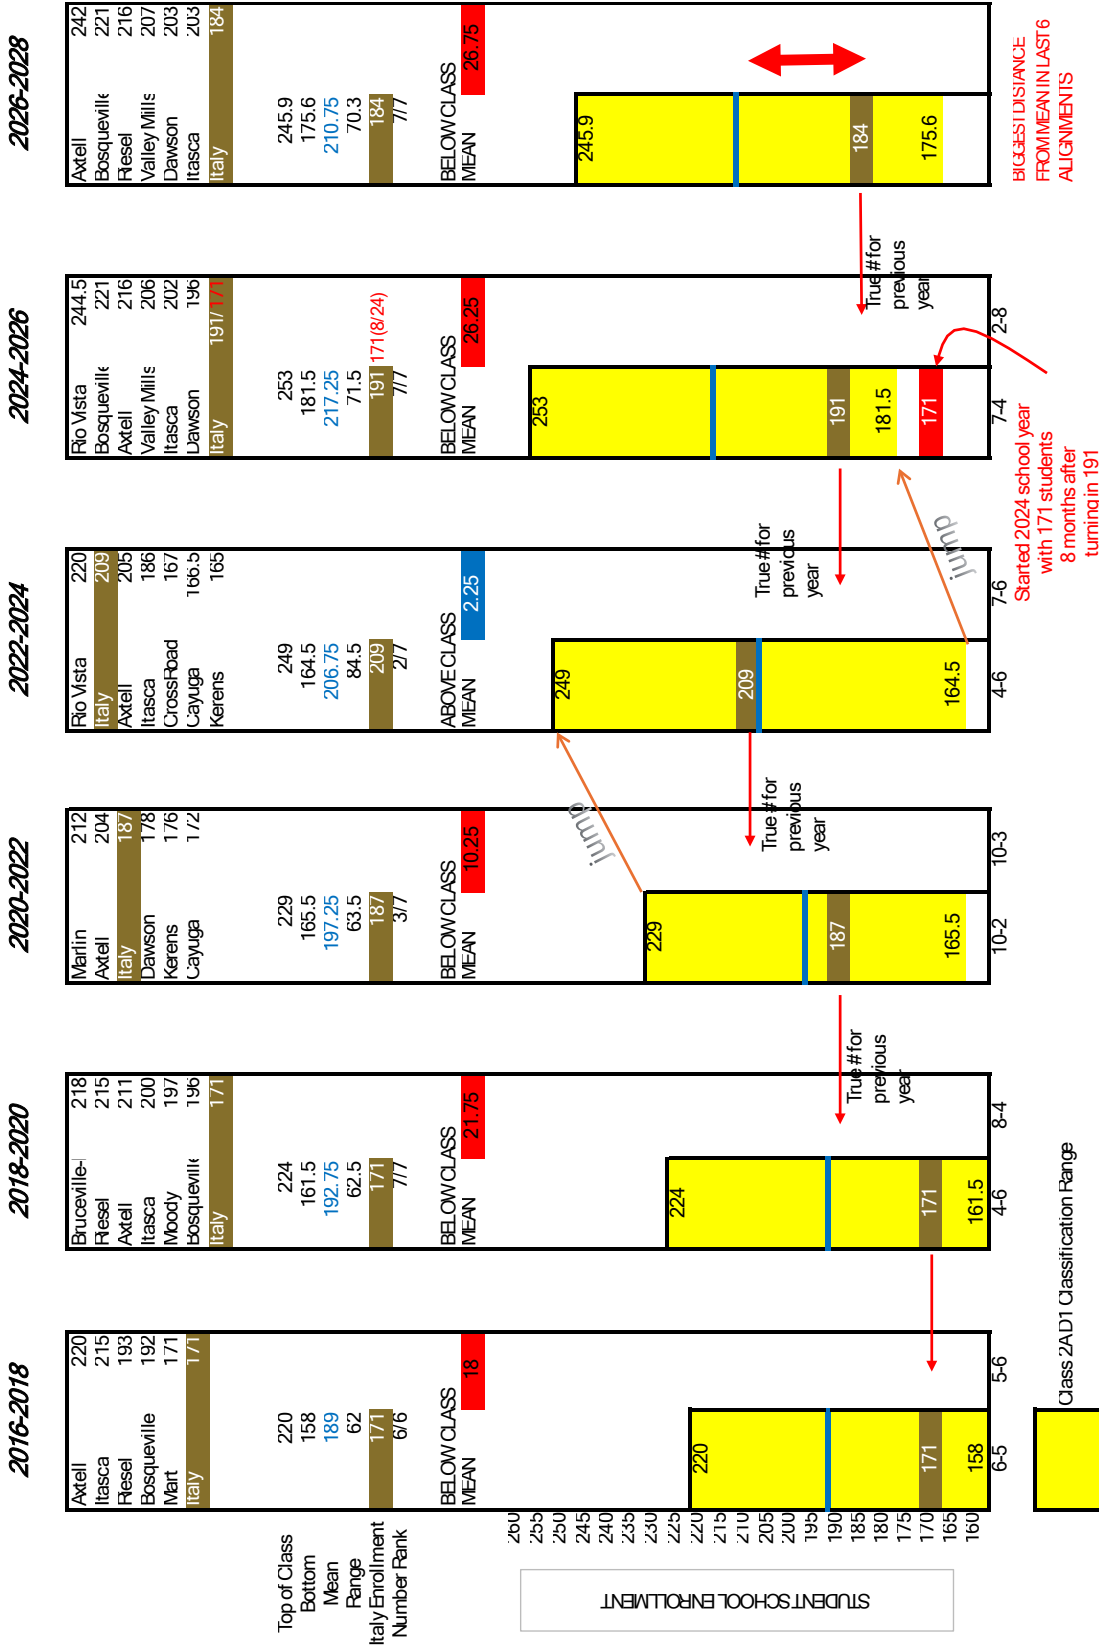 2016-2018
Axtell 220
Itasca 215
Riesel 193
Bosqueville 192
Mart 171
Italy 171
2018-2020
Bruceville- 218
Riesel 215
Axtell 211
Itasca 200
Moody 197
Bosqueville 196
Italy 171
2020-2022
Marlin 212
Axtell 204
Italy 187
Dawson 178
Kerens 176
Cayuga 172
2022-2024
Rio Vista 220
Italy 209
Axtell 205
Itasca 186
CrossRoad 167
Cayuga 166.5
Kerens 165
2024-2026
Rio Vista 244.5
Bosqueville 221
Axtell 216
Valley Mills 206
Itasca 202
Dawson 196
Italy 191/171
2026-2028
Axtell 242
Bosqueville 221
Riesel 216
Valley Mills 207
Dawson 203
Itasca 203
Italy 184
Top of Class 220 224 229 249 253 245.9
Bottom 158 161.5 165.5 164.5 181.5 175.6
Mean 189 192.75 197.25 206.75 217.25 210.75
Range 62 62.5 63.5 84.5 71.5 70.3
Italy Enrollment 171 171 187 209 191 171(8/24) 184
Number Rank 6/6 7/7 3/7 2/7 7/7 7/7
BELOW CLASS
MEAN 18
BELOW CLASS
MEAN 21.75
BELOW CLASS
MEAN 10.25
ABOVE CLASS
MEAN 2.25
BELOW CLASS
MEAN 26.25
BELOW CLASS
MEAN 26.75
STUDENT SCHOOL ENROLLMENT
260
255
250
245
240
235
230
225
220
215
210
205
200
195
190
185
180
175
170
165
160
220
171
158
224
171
161.5
229
187
165.5
249
209
164.5
253
191
181.5
171
245.9
184
175.6
True # for
previous
year
True # for
previous
year
True # for
previous
year
True # for
previous
year
jump
jump
6-5 5-6 4-6 8-4 10-2 10-3 4-6 7-6 7-4 2-8
Started 2024 school year
with 171 students
8 months after
turning in 191
BIGGEST DISTANCE
FROM MEAN IN LAST 6
ALIGNMENTS
Class 2AD1 Classification Range